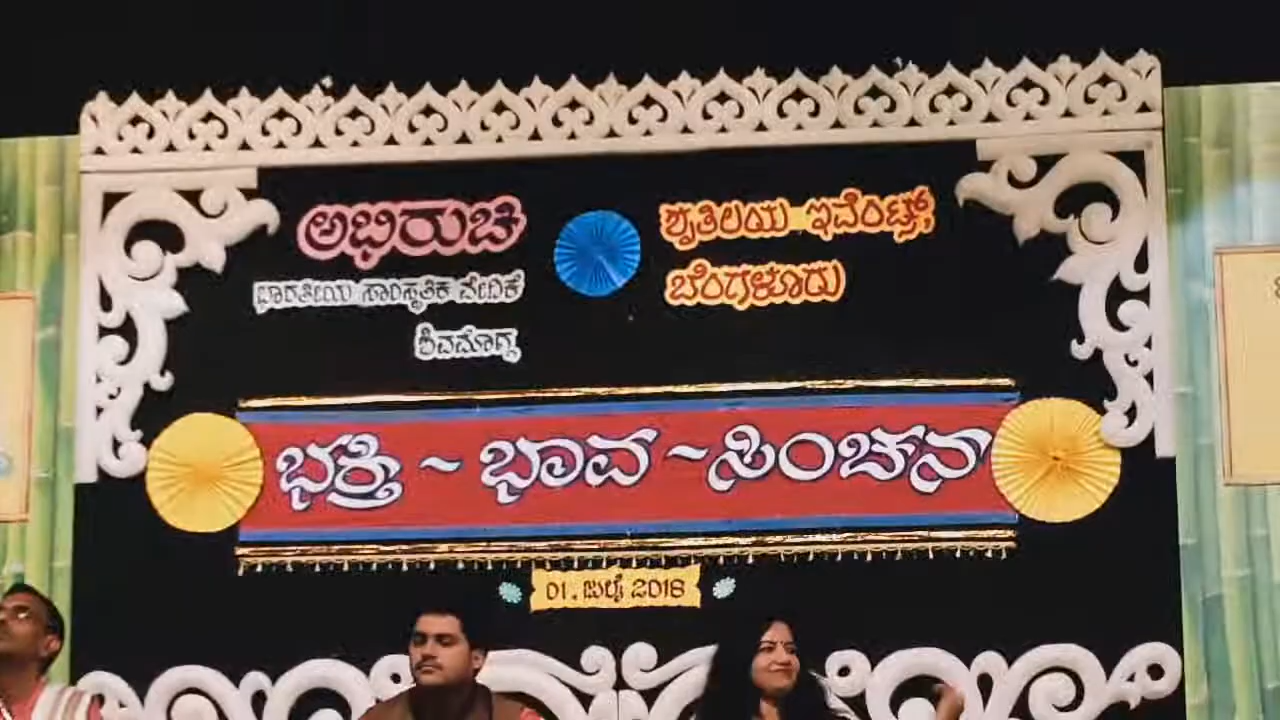 ಅಭಿರುಚಿ
ಭಾರತೀಯ ಸಾಂಸ್ಕೃತಿಕ ವೇದಿಕೆ
ಶಿವಮೊಗ್ಗ
ಶೃತಿಲಯ ಇವೆಂಟ್ಸ್,
ಬೆಂಗಳೂರು
ಭಕ್ತಿ ~ ಭಾವ ~ ಸಿಂಚನಾ
01. ಜುಲೈ 2018